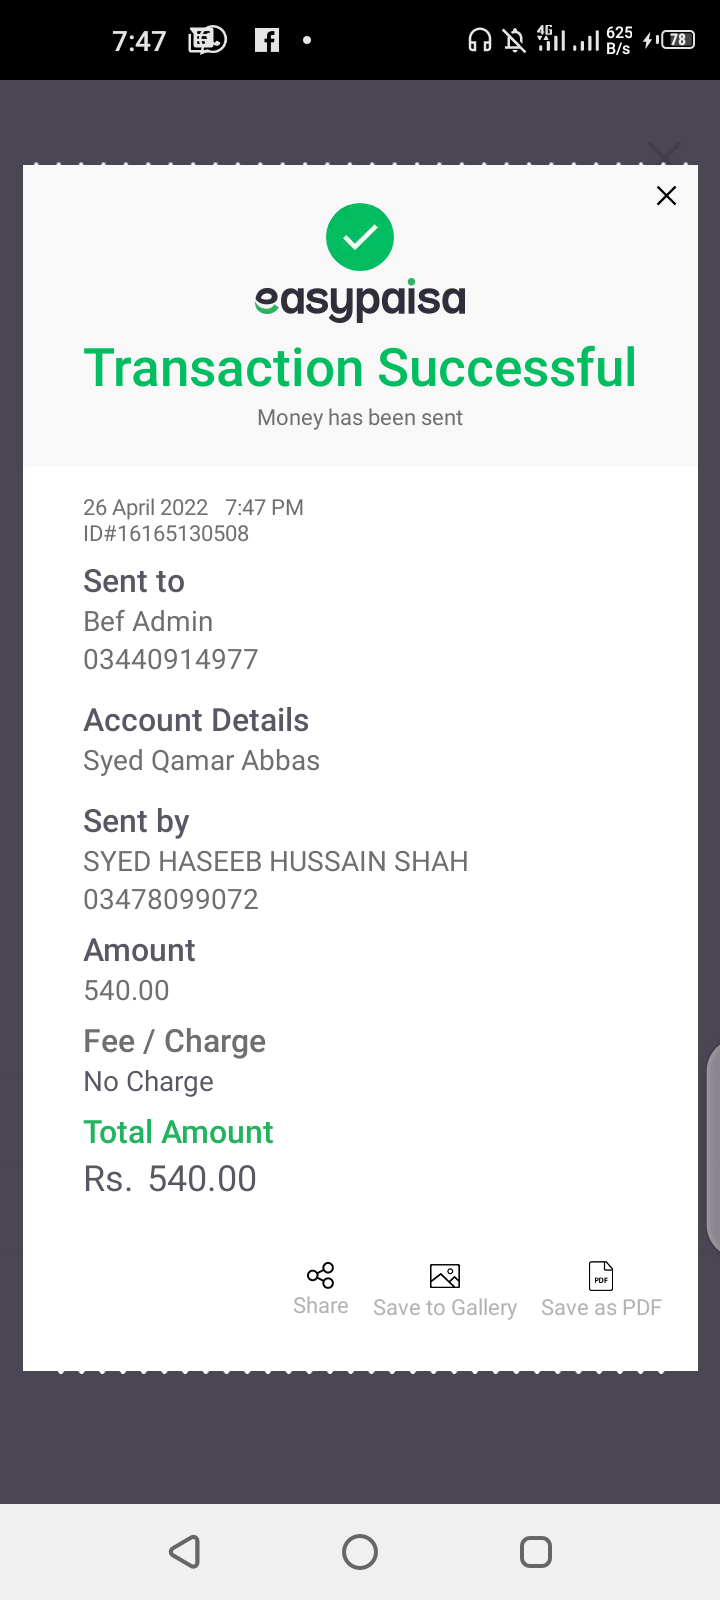 7:47
4G
625
B/s
78
easypaisa
Transaction Successful
Money has been sent
26 April 2022 7:47 PM
ID#16165130508
Sent to
Bef Admin
03440914977
Account Details
Syed Qamar Abbas
Sent by
SYED HASEEB HUSSAIN SHAH
03478099072
Amount
540.00
Fee / Charge
No Charge
Total Amount
Rs. 540.00
PDF
Share Save to Gallery Save as PDF